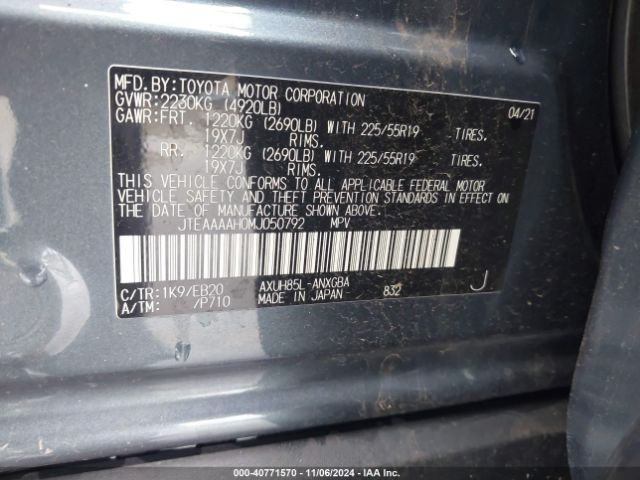 MFD.BY:TOYOTA MOTOR CORPORATION 04/21
GVWR:2230KG (4920LB)
GAWR:FRT. 1220KG (2690LB) WITH 225/55R19 TIRES.
19X7J RIMS.
RR. 1220KG (2690LB) WITH 225/55R19 TIRES.
19X7J RIMS.
THIS VEHICLE CONFORMS TO ALL APPLICABLE FEDERAL MOTOR
VEHICLE SAFETY AND THEFT PREVENTION STANDARDS IN EFFECT ON
THE DATE OF MANUFACTURE SHOWN ABOVE.
JTEAAAAH0MJ050792 MPV
C/TR:1K9/EB20 AXUH85L-ANXGBA
A/TM: /P710 MADE IN JAPAN 832 J
000-40771570 | 11/06/2024 | IAA Inc.